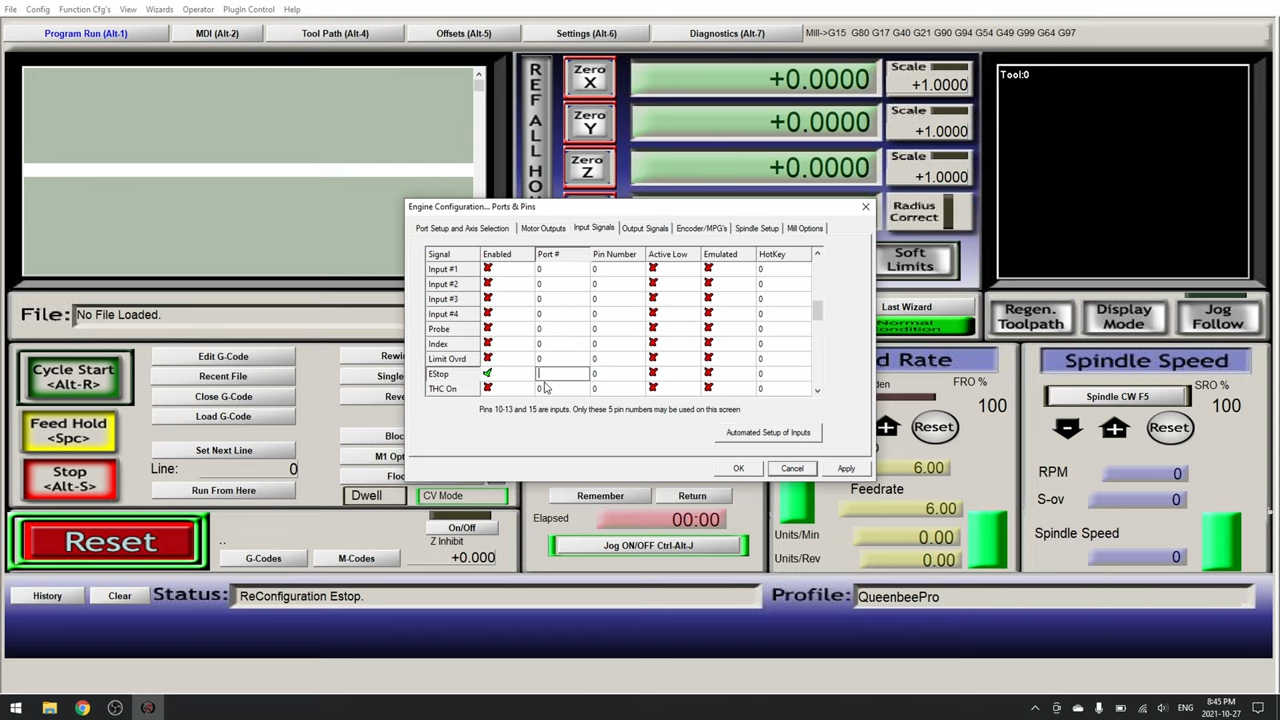 File Config Function Cfg's View Wizards Operator PlugIn Control Help
Program Run (Alt-1) MDI (Alt-2) Tool Path (Alt-4) Offsets (Alt-5) Settings (Alt-6) Diagnostics (Alt-7) Mill->G15 G80 G17 G40 G21 G90 G94 G54 G49 G99 G64 G97
REF ALL HO
Zero X +0.0000 Scale +1.0000
Zero Y +0.0000 Scale +1.0000
Zero Z +0.0000 Scale +1.0000
Tool:0
Radius Correct
Soft Limits
Engine Configuration... Ports & Pins
Port Setup and Axis Selection Motor Outputs Input Signals Output Signals Encoder/MPG's Spindle Setup Mill Options
Signal Enabled Port # Pin Number Active Low Emulated HotKey
Input #1 0 0 0
Input #2 0 0 0
Input #3 0 0 0
Input #4 0 0 0
Probe 0 0 0
Index 0 0 0
Limit Ovrd 0 0 0
EStop 0 0
THC On 0 0 0
Pins 10-13 and 15 are inputs. Only these 5 pin numbers may be used on this screen
Automated Setup of Inputs
OK Cancel Apply
File: No File Loaded.
Last Wizard
Normal Condition
Regen. Toolpath Display Mode Jog Follow
Cycle Start <Alt-R>
Feed Hold <Spc>
Stop <Alt-S>
Reset
Edit G-Code
Recent File
Close G-Code
Load G-Code
Set Next Line
Run From Here
Rewin
Single
Reve
Bloc
M1 Opt
Flo
Line: 0
Dwell CV Mode
On/Off
Z Inhibit
+0.000
..
G-Codes M-Codes
Remember Return
Elapsed 00:00
Jog ON/OFF Ctrl-Alt-J
d Rate
FRO %
100
Reset
6.00
Feedrate
6.00
Units/Min 0.00
Units/Rev 0.00
Spindle Speed
Spindle CW F5
SRO %
100
Reset
RPM 0
S-ov 0
Spindle Speed
0
History Clear Status: ReConfiguration Estop. Profile: QueenbeePro
ENG 8:45 PM
2021-10-27